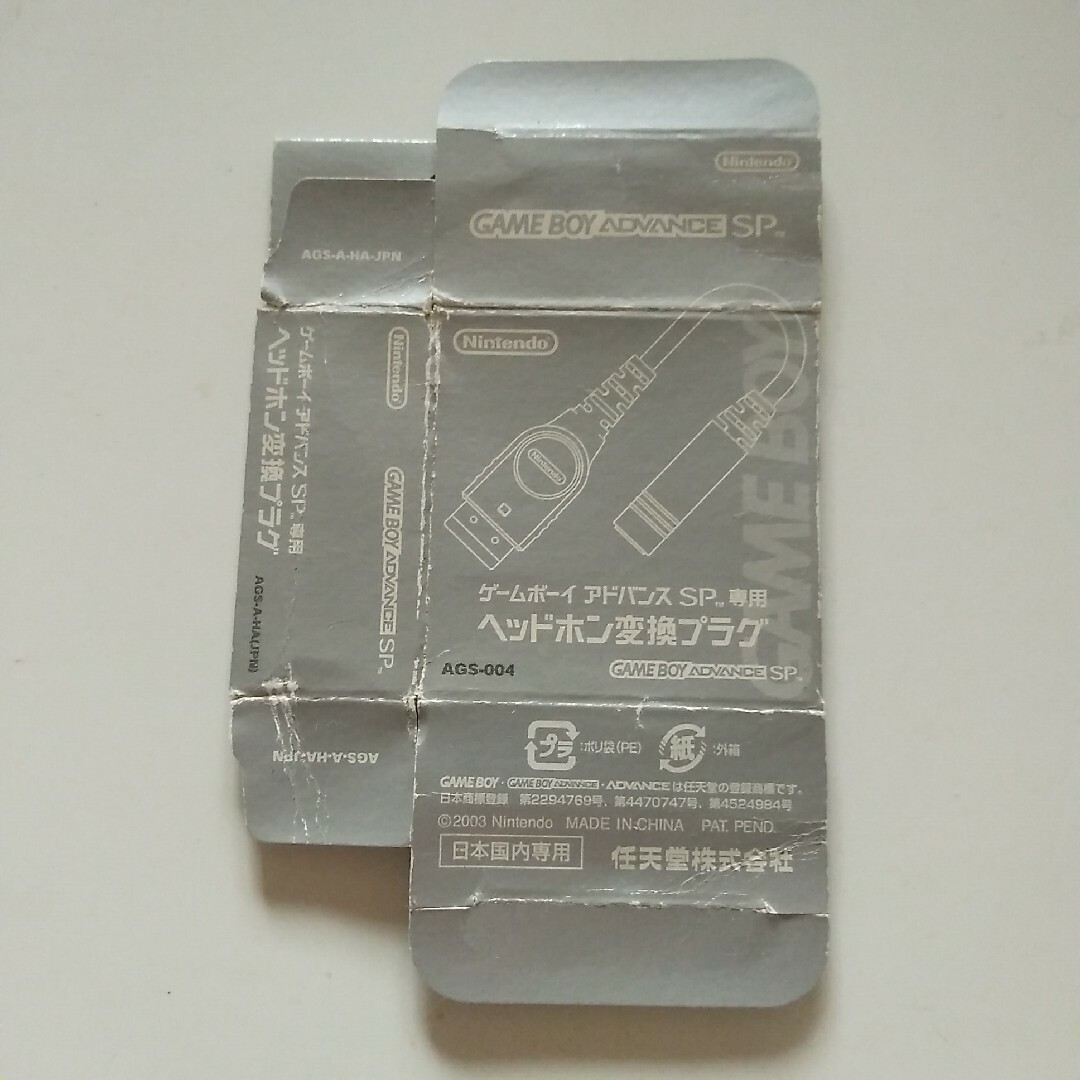 Nintendo
GAME BOY ADVANCE SP™
AGS-A-HA-JPN
Nintendo
ゲームボーイ アドバンス SP™ 専用
ヘッドホン変換プラグ
GAME BOY ADVANCE SP™
AGS-A-HA(JPN)
AGS-A-HA-JPN
Nintendo
Nintendo
GAME BOY
ゲームボーイ アドバンス SP™ 専用
ヘッドホン変換プラグ
AGS-004
GAME BOY ADVANCE SP™
プラ :ポリ袋(PE) 紙 :外箱
GAME BOY・GAME BOY ADVANCE・ADVANCEは任天堂の登録商標です。
日本商標登録 第2294769号、第4470747号、第4524984号
©2003 Nintendo MADE IN CHINA PAT. PEND.
日本国内専用 任天堂株式会社